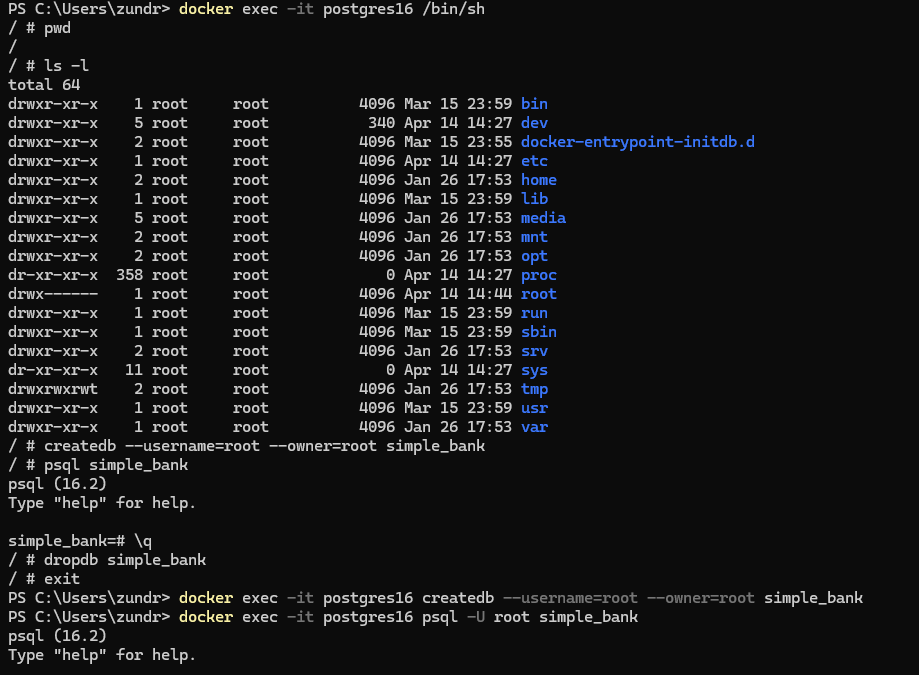 PS C:\Users\zundr> docker exec -it postgres16 /bin/sh
/ # pwd
/
/ # ls -l
total 64
drwxr-xr-x    1 root     root          4096 Mar 15 23:59 bin
drwxr-xr-x    5 root     root           340 Apr 14 14:27 dev
drwxr-xr-x    2 root     root          4096 Mar 15 23:55 docker-entrypoint-initdb.d
drwxr-xr-x    1 root     root          4096 Apr 14 14:27 etc
drwxr-xr-x    2 root     root          4096 Jan 26 17:53 home
drwxr-xr-x    1 root     root          4096 Mar 15 23:59 lib
drwxr-xr-x    5 root     root          4096 Jan 26 17:53 media
drwxr-xr-x    2 root     root          4096 Jan 26 17:53 mnt
drwxr-xr-x    2 root     root          4096 Jan 26 17:53 opt
dr-xr-xr-x  358 root     root             0 Apr 14 14:27 proc
drwx------    1 root     root          4096 Apr 14 14:44 root
drwxr-xr-x    1 root     root          4096 Mar 15 23:59 run
drwxr-xr-x    1 root     root          4096 Mar 15 23:59 sbin
drwxr-xr-x    2 root     root          4096 Jan 26 17:53 srv
dr-xr-xr-x   11 root     root             0 Apr 14 14:27 sys
drwxrwxrwt    2 root     root          4096 Jan 26 17:53 tmp
drwxr-xr-x    1 root     root          4096 Mar 15 23:59 usr
drwxr-xr-x    1 root     root          4096 Jan 26 17:53 var
/ # createdb --username=root --owner=root simple_bank
/ # psql simple_bank
psql (16.2)
Type "help" for help.
simple_bank=# \q
/ # dropdb simple_bank
/ # exit
PS C:\Users\zundr> docker exec -it postgres16 createdb --username=root --owner=root simple_bank
PS C:\Users\zundr> docker exec -it postgres16 psql -U root simple_bank
psql (16.2)
Type "help" for help.